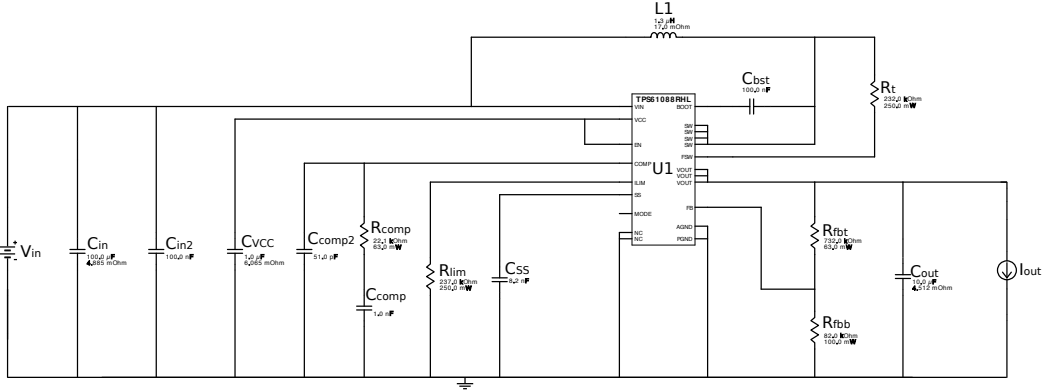 L1
1.3 µH
17.0 mOhm
Cbst
100.0 nF
Rt
232.0 kOhm
250.0 mW
TPS61088RHL
VIN
BOOT
VCC
SW
SW
SW
EN
SW
FSW
COMP
U1
VOUT
VOUT
ILIM
VOUT
SS
FB
MODE
AGND
NC
NC
PGND
Vin
Cin
100.0 µF
4.885 mOhm
Cin2
100.0 nF
CVCC
1.0 µF
6.065 mOhm
Ccomp2
51.0 pF
Rcomp
22.1 kOhm
63.0 mW
Ccomp
1.0 nF
Rlim
237.0 kOhm
250.0 mW
CSS
8.2 nF
Rfbt
732.0 kOhm
63.0 mW
Rfbb
82.0 kOhm
100.0 mW
Cout
10.0 µF
4.512 mOhm
Iout